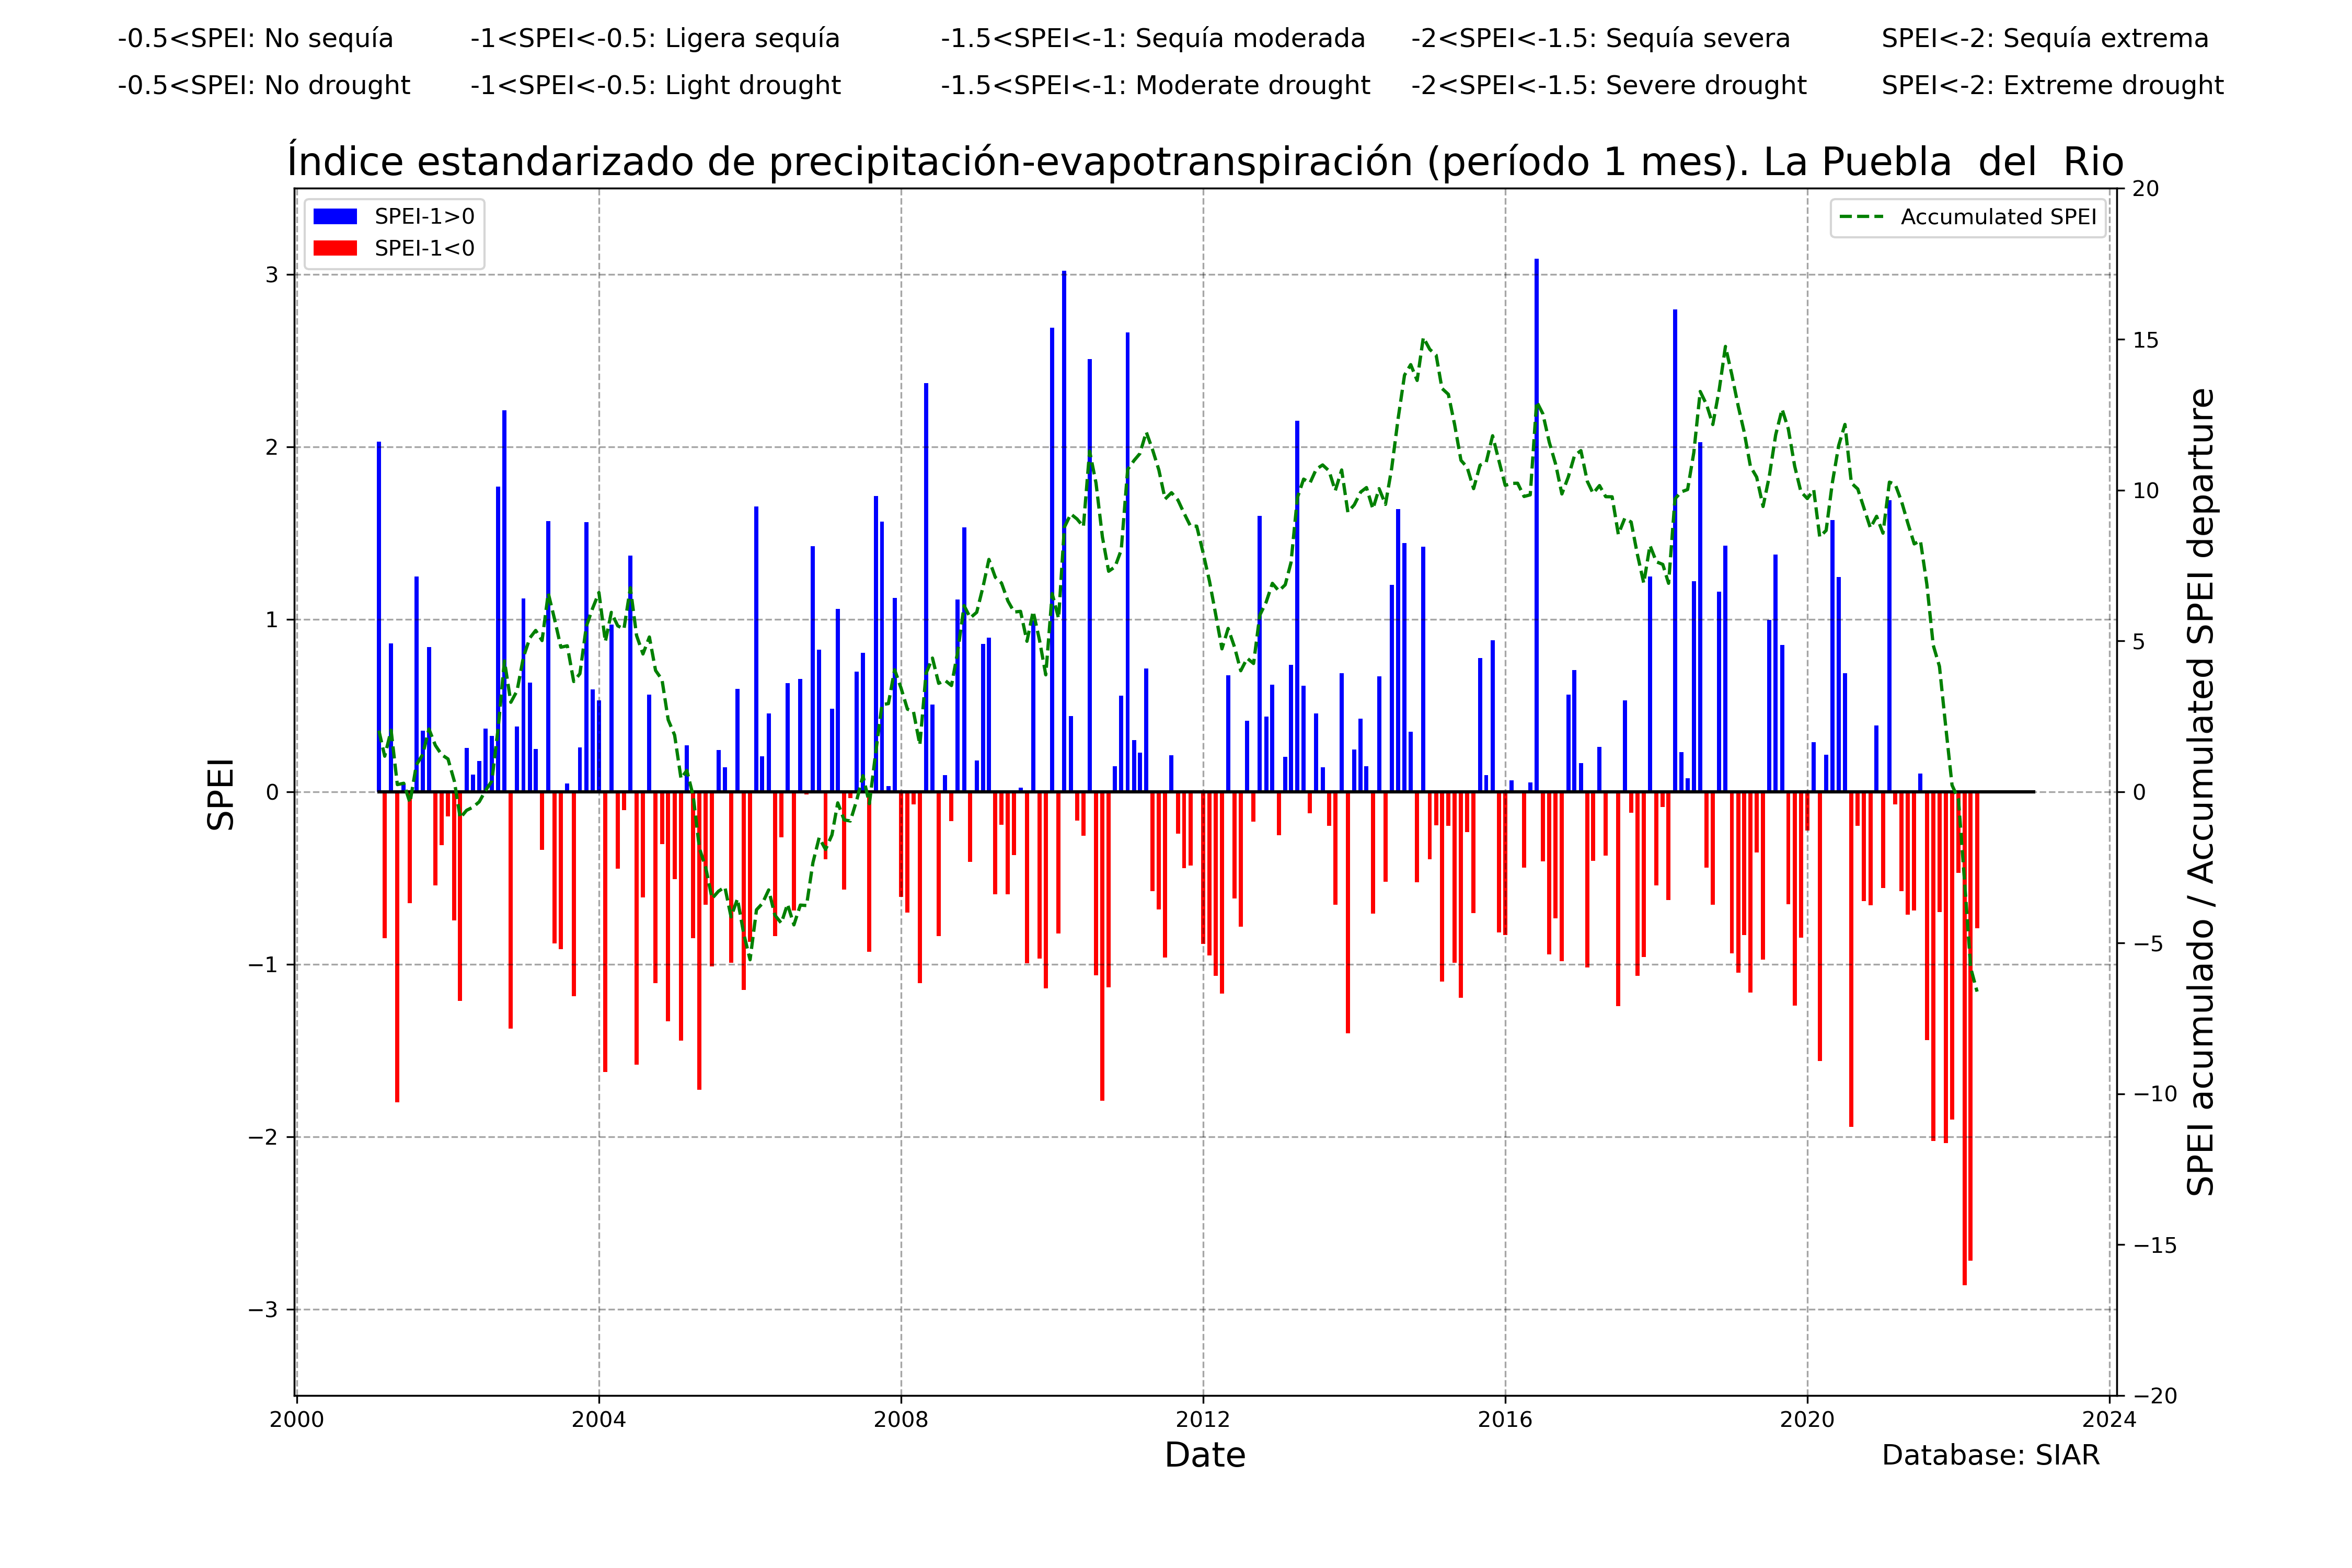 -0.5<SPEI: No sequía -1<SPEI<-0.5: Ligera sequía -1.5<SPEI<-1: Sequía moderada -2<SPEI<-1.5: Sequía severa SPEI<-2: Sequía extrema
-0.5<SPEI: No drought -1<SPEI<-0.5: Light drought -1.5<SPEI<-1: Moderate drought -2<SPEI<-1.5: Severe drought SPEI<-2: Extreme drought
Índice estandarizado de precipitación-evapotranspiración (período 1 mes). La Puebla del Rio
SPEI-1>0
SPEI-1<0
Accumulated SPEI
3
2
1
0
−1
−2
−3
SPEI
20
15
10
5
0
−5
−10
−15
−20
SPEI acumulado / Accumulated SPEI departure
2000 2004 2008 2012 2016 2020 2024
Date
Database: SIAR